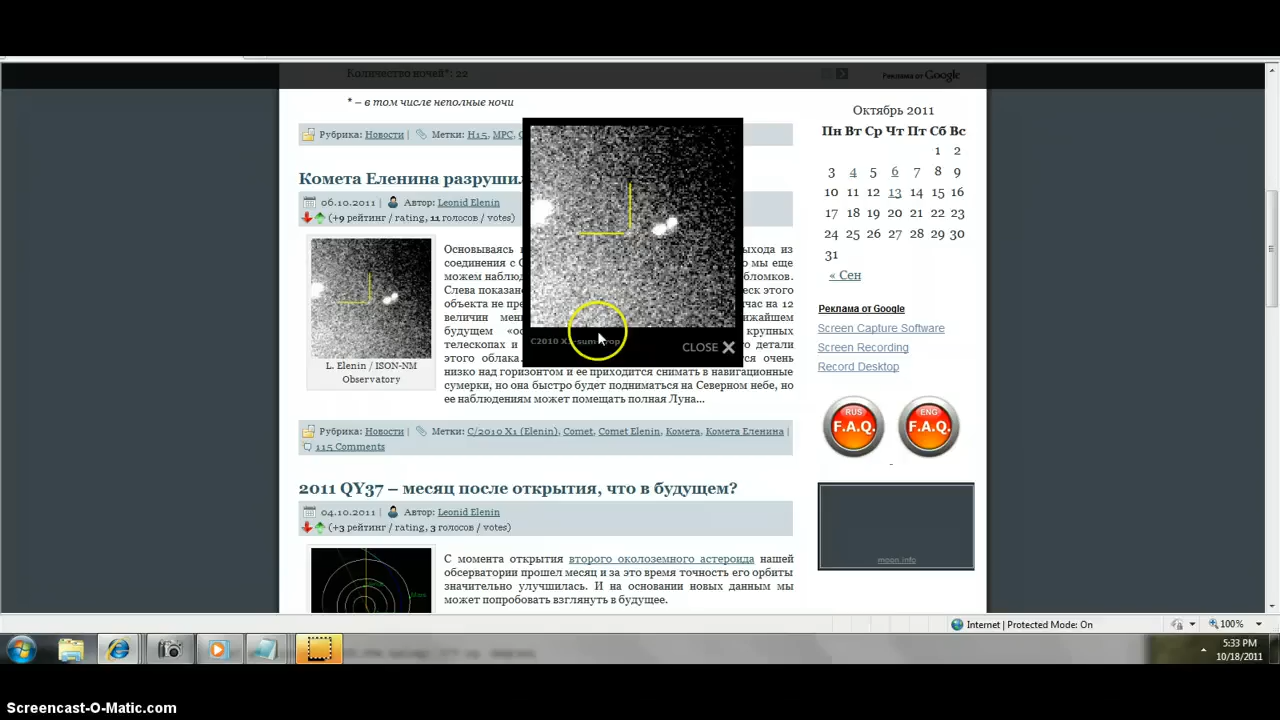 Количество ночей*: 22
Реклама от Google
* – в том числе неполные ночи
Рубрика: Новости | Метки: H15, MPC,
Комета Еленина разрушил
06.10.2011 | Автор: Leonid Elenin
(+9 рейтинг / rating, 11 голосов / votes)
Основываясь
выхода из
соединения с
о мы еще
можем наблюд
бломков.
Слева показано
еск этого
объекта не пре
час на 12
величин мен
ижайшем
будущем «ос
крупных
телескопах и
о детали
этого облака.
ся очень
низко над горизонтом и ее приходится снимать в навигационные
сумерки, но она быстро будет подниматься на Северном небе, но
ее наблюдениям может помещать полная Луна...
L. Elenin / ISON-NM
Observatory
CLOSE
Рубрика: Новости | Метки: C/2010 X1 (Elenin), Comet, Comet Elenin, Комета, Комета Еленина |
115 Comments
2011 QY37 – месяц после открытия, что в будущем?
04.10.2011 | Автор: Leonid Elenin
(+3 рейтинг / rating, 3 голосов / votes)
С момента открытия второго околоземного астероида нашей
обсерватории прошел месяц и за это время точность его орбиты
значительно улучшилась. И на основании новых данным мы
может попробовать взглянуть в будущее.
Октябрь 2011
Пн Вт Ср Чт Пт Сб Вс
1 2
3 4 5 6 7 8 9
10 11 12 13 14 15 16
17 18 19 20 21 22 23
24 25 26 27 28 29 30
31
« Сен
Реклама от Google
Screen Capture Software
Screen Recording
Record Desktop
RUS
F.A.Q.
ENG
F.A.Q.
moon.info
Internet | Protected Mode: On
100%
5:33 PM
10/18/2011
Screencast-O-Matic.com